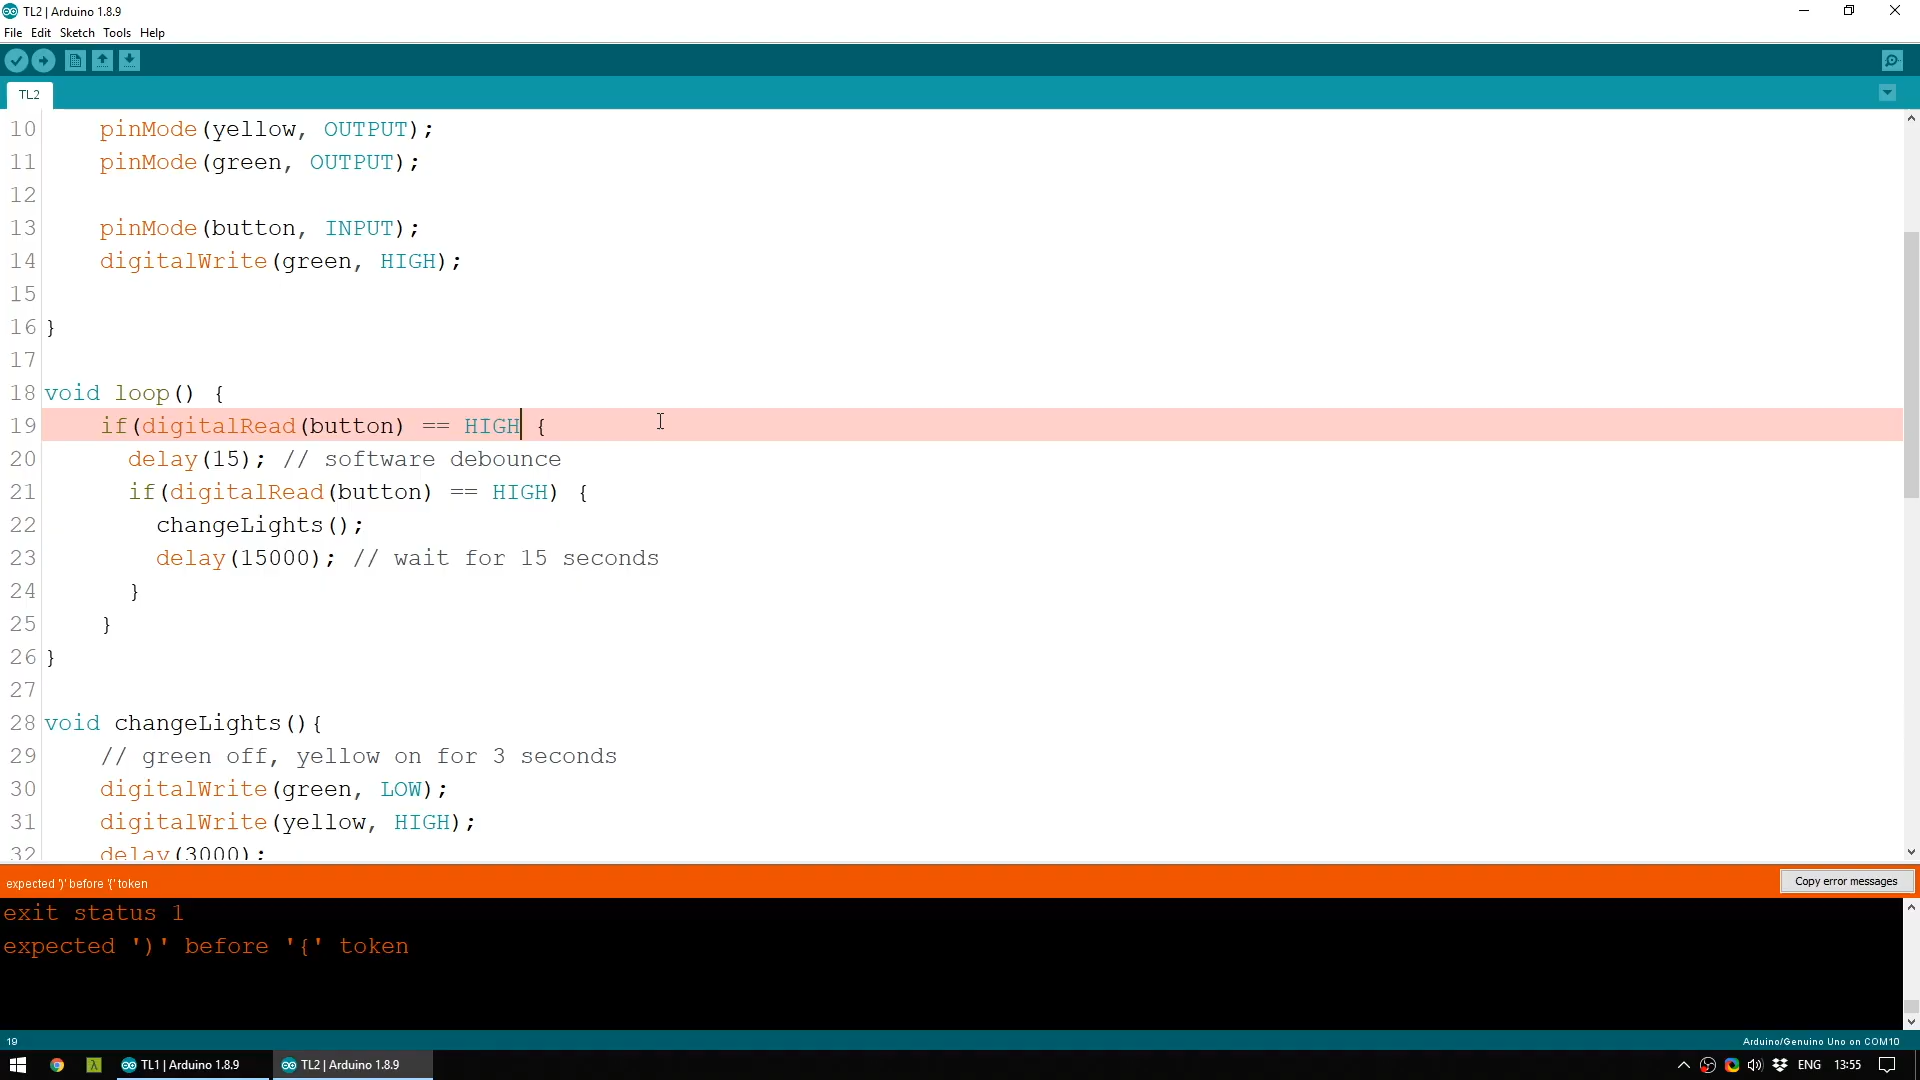 TL2 | Arduino 1.8.9
File Edit Sketch Tools Help
TL2
10 pinMode(yellow, OUTPUT);
11 pinMode(green, OUTPUT);
12
13 pinMode(button, INPUT);
14 digitalWrite(green, HIGH);
15
16 }
17
18 void loop() {
19 if(digitalRead(button) == HIGH {
20 delay(15); // software debounce
21 if(digitalRead(button) == HIGH) {
22 changeLights();
23 delay(15000); // wait for 15 seconds
24 }
25 }
26 }
27
28 void changeLights(){
29 // green off, yellow on for 3 seconds
30 digitalWrite(green, LOW);
31 digitalWrite(yellow, HIGH);
32 delay(3000);
expected ')' before '{' token
Copy error messages
exit status 1
expected ')' before '{' token
19
Arduino/Genuino Uno on COM10
TL1 | Arduino 1.8.9
TL2 | Arduino 1.8.9
ENG
13:55